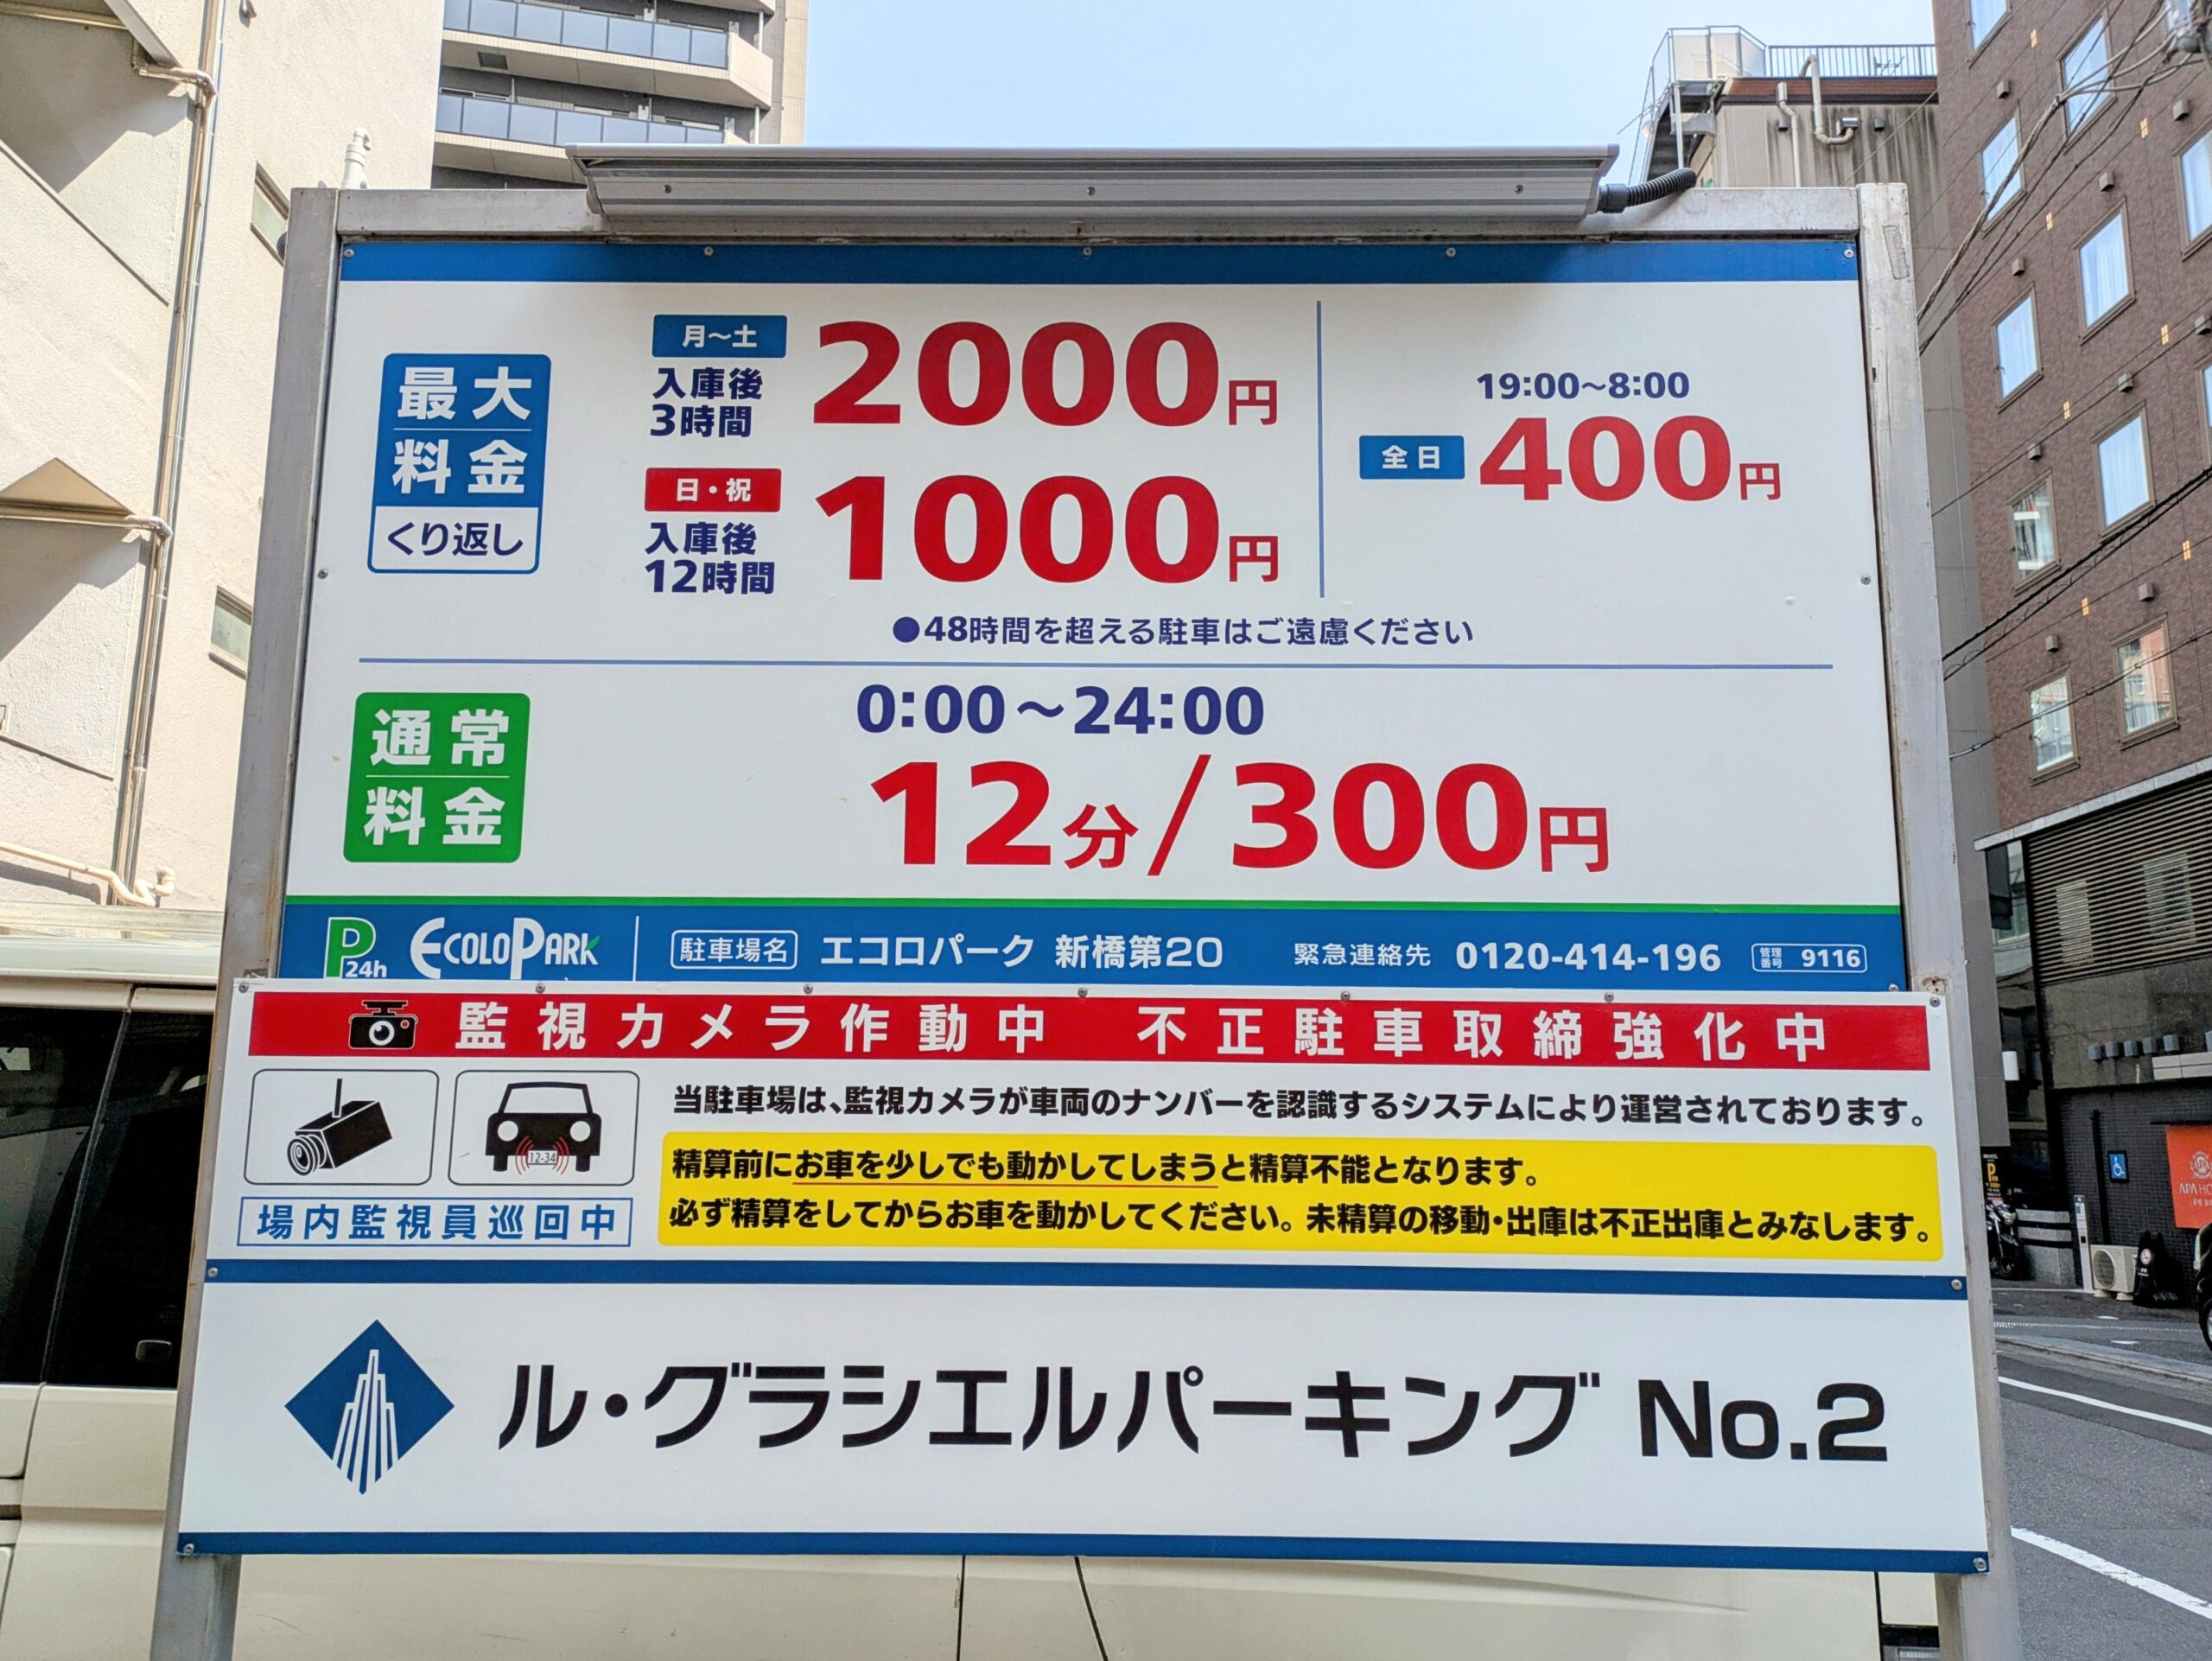 最大
料金
くり返し
月〜土
入庫後
3時間
2000円
日・祝
入庫後
12時間
1000円
19:00〜8:00
全日
400円
●48時間を超える駐車はご遠慮ください
通常
料金
0:00〜24:00
12分/300円
P 24h
ECOLOPARK
駐車場名 エコロパーク 新橋第20
緊急連絡先 0120-414-196
管理番号 9116
監視カメラ作動中 不正駐車取締強化中
12-34
場内監視員巡回中
当駐車場は、監視カメラが車両のナンバーを認識するシステムにより運営されております。
精算前にお車を少しでも動かしてしまうと精算不能となります。
必ず精算をしてからお車を動かしてください。未精算の移動・出庫は不正出庫とみなします。
ル・グラシエルパーキング No.2